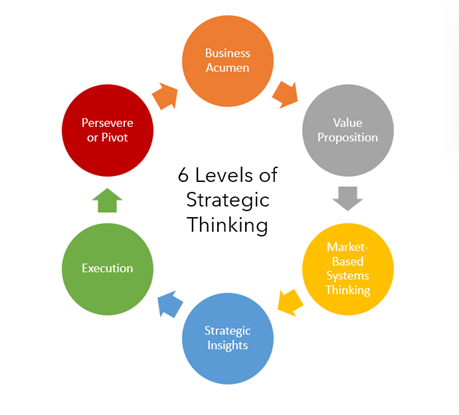 Business
Acumen
Value
Proposition
Market-
Based
Systems
Thinking
Strategic
Insights
Execution
Persevere
or Pivot
6 Levels of
Strategic
Thinking